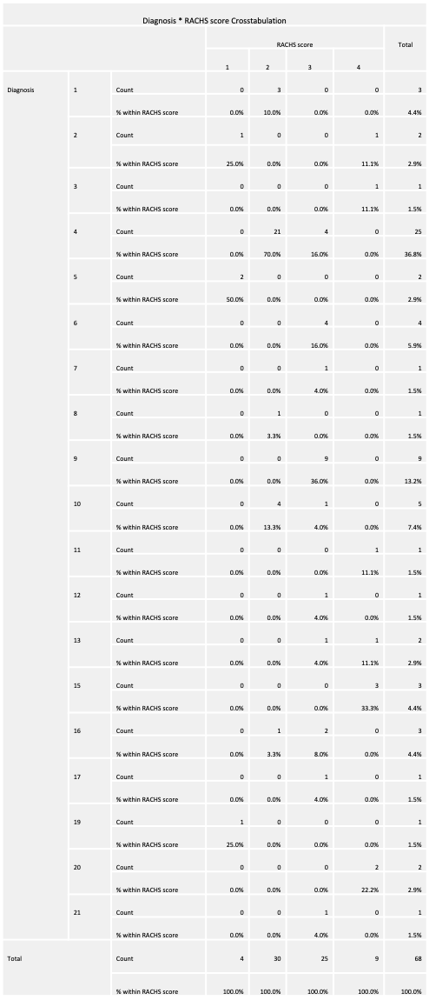 Diagnosis * RACHS score Crosstabulation
RACHS score Total
1 2 3 4
Diagnosis 1 Count 0 3 0 0 3
% within RACHS score 0.0% 10.0% 0.0% 0.0% 4.4%
2 Count 1 0 0 1 2
% within RACHS score 25.0% 0.0% 0.0% 11.1% 2.9%
3 Count 0 0 0 1 1
% within RACHS score 0.0% 0.0% 0.0% 11.1% 1.5%
4 Count 0 21 4 0 25
% within RACHS score 0.0% 70.0% 16.0% 0.0% 36.8%
5 Count 2 0 0 0 2
% within RACHS score 50.0% 0.0% 0.0% 0.0% 2.9%
6 Count 0 0 4 0 4
% within RACHS score 0.0% 0.0% 16.0% 0.0% 5.9%
7 Count 0 0 1 0 1
% within RACHS score 0.0% 0.0% 4.0% 0.0% 1.5%
8 Count 0 1 0 0 1
% within RACHS score 0.0% 3.3% 0.0% 0.0% 1.5%
9 Count 0 0 9 0 9
% within RACHS score 0.0% 0.0% 36.0% 0.0% 13.2%
10 Count 0 4 1 0 5
% within RACHS score 0.0% 13.3% 4.0% 0.0% 7.4%
11 Count 0 0 0 1 1
% within RACHS score 0.0% 0.0% 0.0% 11.1% 1.5%
12 Count 0 0 1 0 1
% within RACHS score 0.0% 0.0% 4.0% 0.0% 1.5%
13 Count 0 0 1 1 2
% within RACHS score 0.0% 0.0% 4.0% 11.1% 2.9%
15 Count 0 0 0 3 3
% within RACHS score 0.0% 0.0% 0.0% 33.3% 4.4%
16 Count 0 1 2 0 3
% within RACHS score 0.0% 3.3% 8.0% 0.0% 4.4%
17 Count 0 0 1 0 1
% within RACHS score 0.0% 0.0% 4.0% 0.0% 1.5%
19 Count 1 0 0 0 1
% within RACHS score 25.0% 0.0% 0.0% 0.0% 1.5%
20 Count 0 0 0 2 2
% within RACHS score 0.0% 0.0% 0.0% 22.2% 2.9%
21 Count 0 0 1 0 1
% within RACHS score 0.0% 0.0% 4.0% 0.0% 1.5%
Total Count 4 30 25 9 68
% within RACHS score 100.0% 100.0% 100.0% 100.0% 100.0%